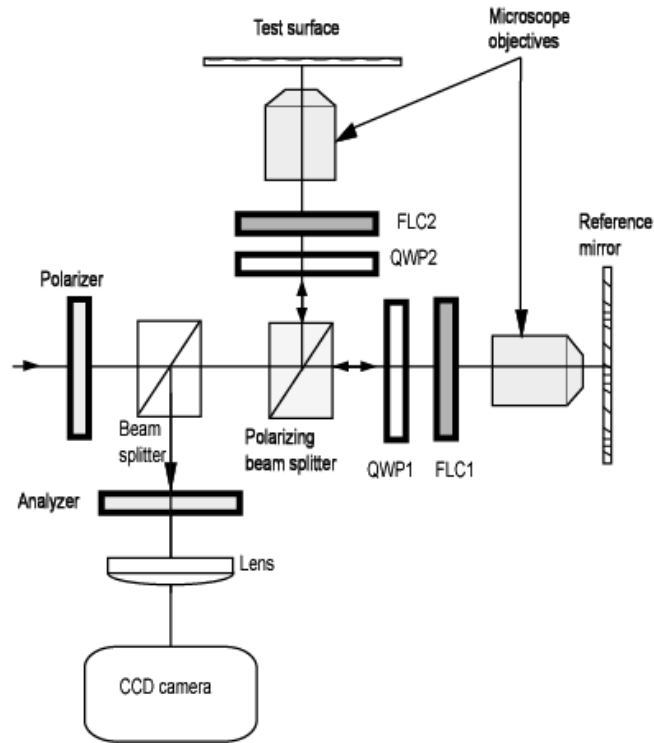 Test surface
Microscope
objectives
FLC2
QWP2
Reference
mirror
Polarizer
Beam
splitter
Polarizing
beam splitter
QWP1
FLC1
Analyzer
Lens
CCD camera